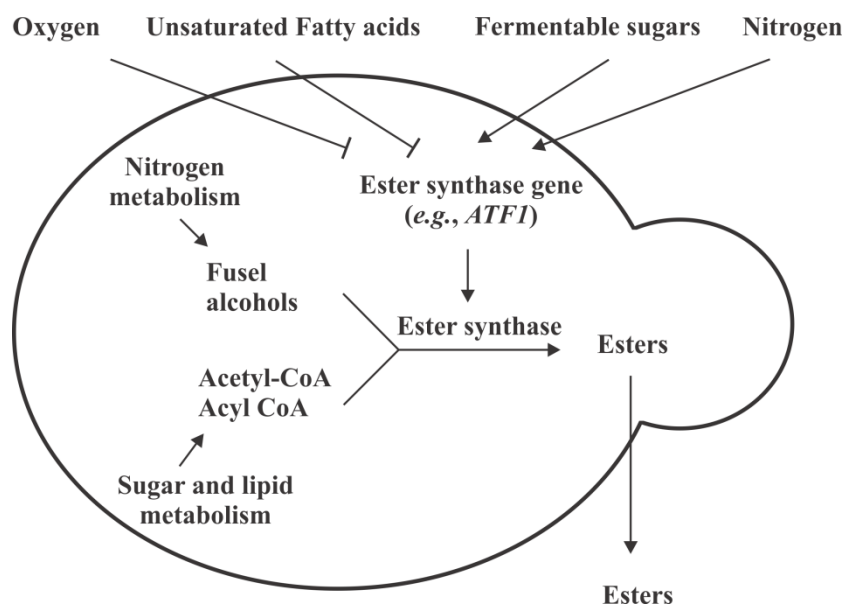 Oxygen
Unsaturated Fatty acids
Fermentable sugars
Nitrogen
Nitrogen
metabolism
Ester synthase gene
(e.g., ATF1)
Fusel
alcohols
Ester synthase
Esters
Acetyl-CoA
Acyl CoA
Sugar and lipid
metabolism
Esters